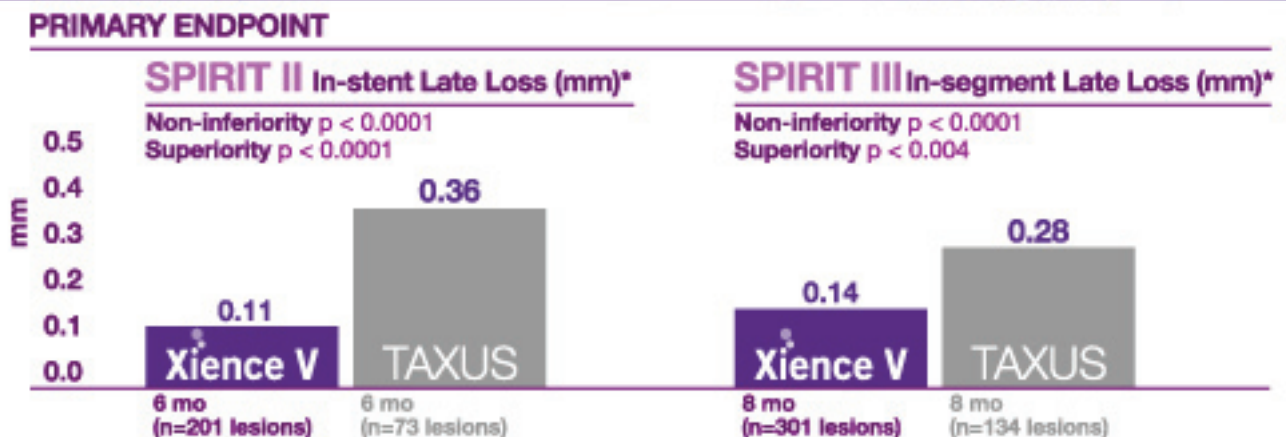 PRIMARY ENDPOINT
SPIRIT II In-stent Late Loss (mm)*
Non-inferiority p < 0.0001
Superiority p < 0.0001
SPIRIT III In-segment Late Loss (mm)*
Non-inferiority p < 0.0001
Superiority p < 0.004
mm
0.5
0.4
0.3
0.2
0.1
0.0
0.11
Xience V
6 mo
(n=201 lesions)
0.36
TAXUS
6 mo
(n=73 lesions)
0.14
Xience V
8 mo
(n=301 lesions)
0.28
TAXUS
8 mo
(n=134 lesions)